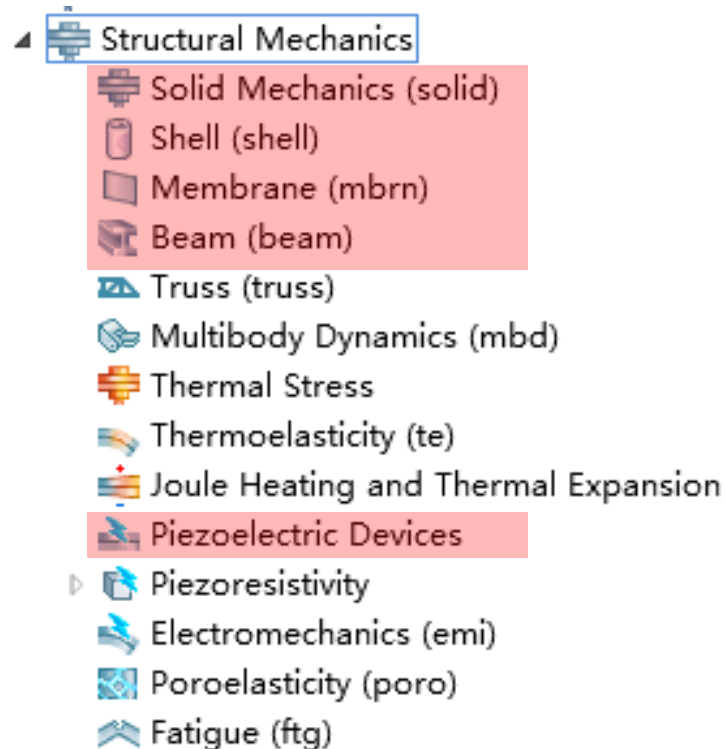 Structural Mechanics
Solid Mechanics (solid)
Shell (shell)
Membrane (mbrn)
Beam (beam)
Truss (truss)
Multibody Dynamics (mbd)
Thermal Stress
Thermoelasticity (te)
Joule Heating and Thermal Expansion
Piezoelectric Devices
Piezoresistivity
Electromechanics (emi)
Poroelasticity (poro)
Fatigue (ftg)